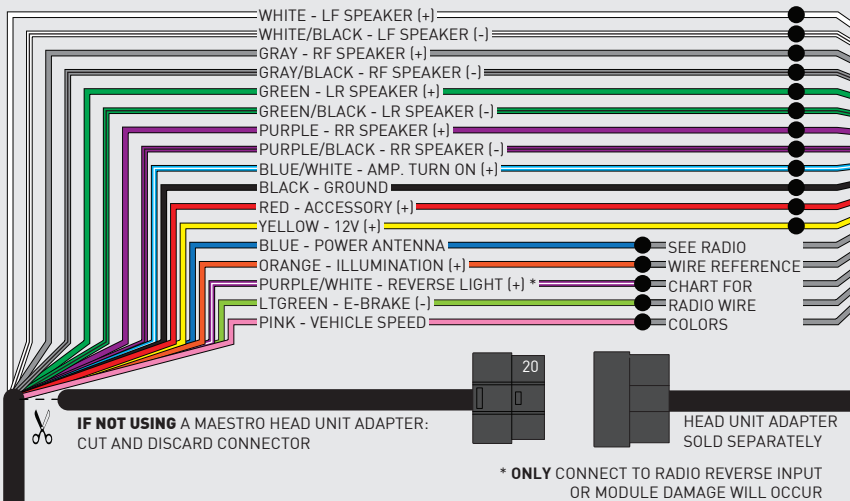 WHITE - LF SPEAKER (+)
WHITE/BLACK - LF SPEAKER (-)
GRAY - RF SPEAKER (+)
GRAY/BLACK - RF SPEAKER (-)
GREEN - LR SPEAKER (+)
GREEN/BLACK - LR SPEAKER (-)
PURPLE - RR SPEAKER (+)
PURPLE/BLACK - RR SPEAKER (-)
BLUE/WHITE - AMP. TURN ON (+)
BLACK - GROUND
RED - ACCESSORY (+)
YELLOW - 12V (+)
BLUE - POWER ANTENNA
ORANGE - ILLUMINATION (+)
PURPLE/WHITE - REVERSE LIGHT (+) *
LTGREEN - E-BRAKE (-)
PINK - VEHICLE SPEED
SEE RADIO
WIRE REFERENCE
CHART FOR
RADIO WIRE
COLORS
20
IF NOT USING A MAESTRO HEAD UNIT ADAPTER:
CUT AND DISCARD CONNECTOR
HEAD UNIT ADAPTER
SOLD SEPARATELY
* ONLY CONNECT TO RADIO REVERSE INPUT
OR MODULE DAMAGE WILL OCCUR